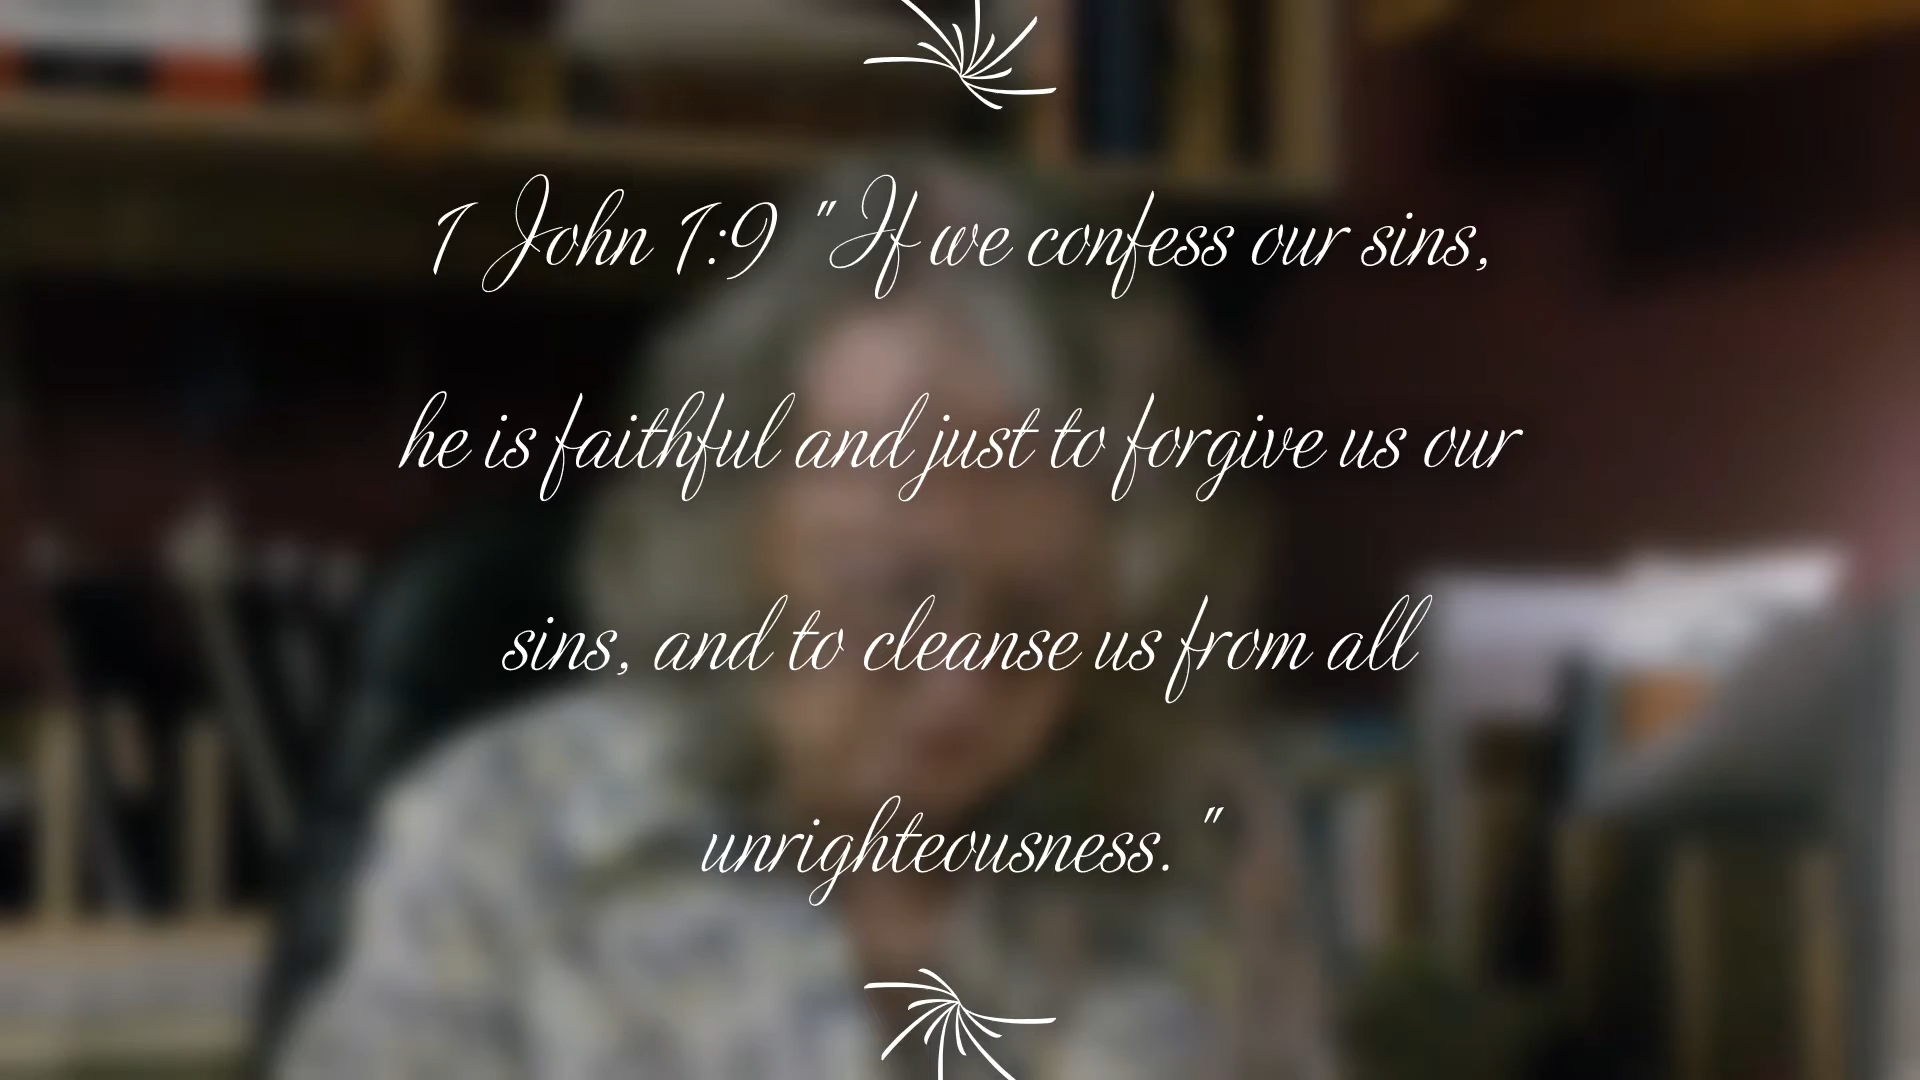 1 John 1:9 "If we confess our sins,
he is faithful and just to forgive us our
sins, and to cleanse us from all
unrighteousness."